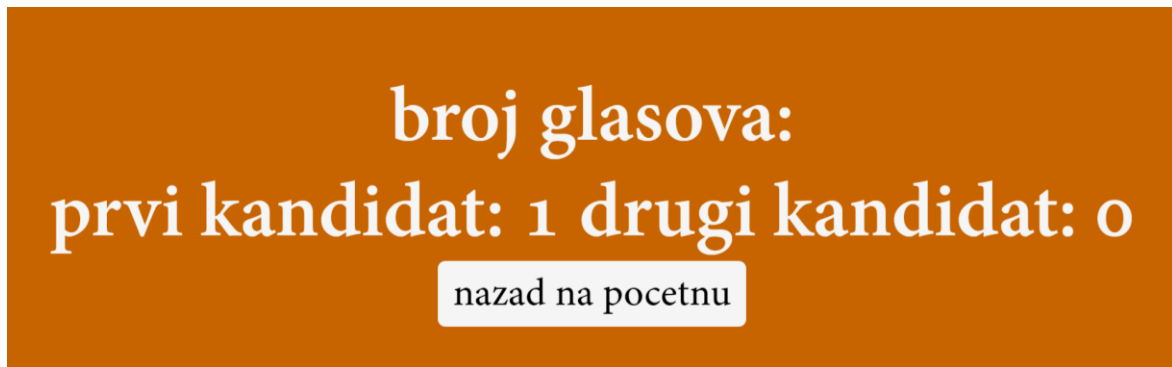 broj glasova:
prvi kandidat: 1 drugi kandidat: 0
nazad na pocetnu